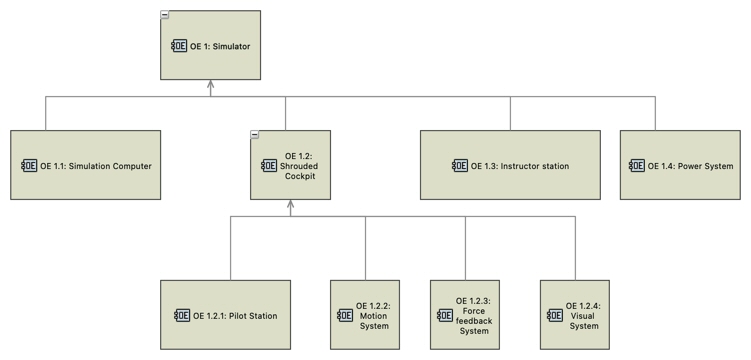 OE OE 1: Simulator
OE OE 1.1: Simulation Computer
OE 1.2:
OE Shrouded
Cockpit
OE OE 1.3: Instructor station
OE OE 1.4: Power System
OE OE 1.2.1: Pilot Station
OE 1.2.2:
OE Motion
System
OE 1.2.3:
OE Force
feedback
System
OE 1.2.4:
OE Visual
System